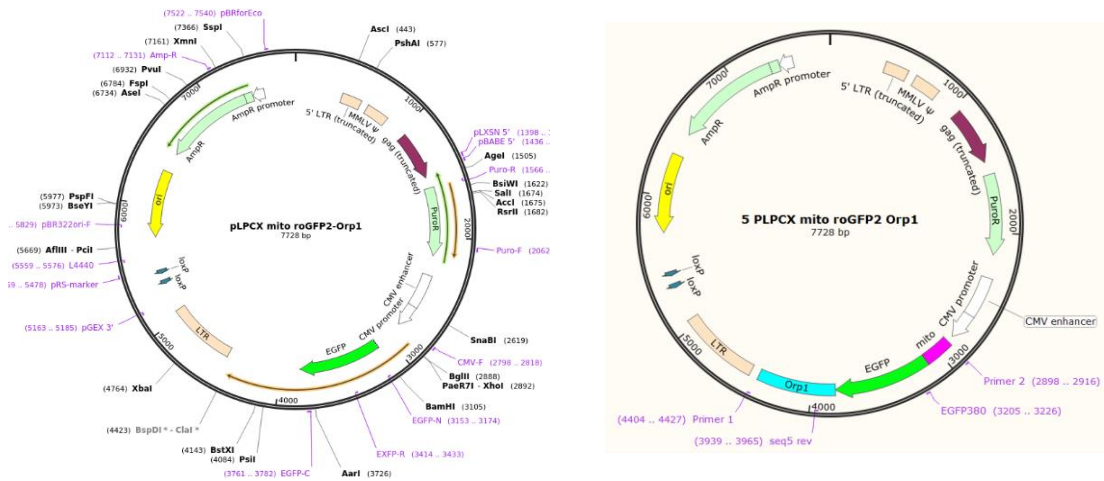 (7522 .. 7540) pBRforEco
(7366) SspI
(7161) XmnI
(7112 .. 7131) Amp-R
(6932) PvuI
(6784) FspI
(6734) AseI
AscI (443)
PshAI (577)
pLXSN 5' (1398 ..
pBABE 5' (1436 ..
AgeI (1505)
Puro-R (1566 ..
BsiWI (1622)
SalI (1674)
AccI (1675)
RsrII (1682)
Puro-F (2062
SnaBI (2619)
CMV-F (2798 .. 2818)
BglII (2888)
PaeR7I - XhoI (2892)
BamHI (3105)
EGFP-N (3153 .. 3174)
EXFP-R (3414 .. 3433)
AarI (3726)
(3761 .. 3782) EGFP-C
(4084) PsiI
(4143) BstXI
(4423) BspDI * - ClaI *
(4764) XbaI
(5163 .. 5185) pGEX 3'
.. 5478) pRS-marker
(5559 .. 5576) L4440
(5669) AflIII - PciI
.. 5829) pBR322ori-F
(5973) BseYI
(5977) PspFI
1000
2000
3000
4000
5000
6000
7000
AmpR promoter
AmpR
ori
loxP
loxP
LTR
EGFP
CMV promoter
CMV enhancer
PuroR
gag (truncated)
MMLV Ψ
5' LTR (truncated)
pLPCX mito roGFP2-Orp1
7728 bp
5 PLPCX mito roGFP2 Orp1
7728 bp
7000
1000
2000
3000
4000
5000
6000
AmpR promoter
AmpR
5' LTR (truncated)
MMLV Ψ
gag (truncated)
PuroR
CMV promoter
CMV enhancer
mito
EGFP
Orp1
LTR
loxP
loxP
ori
Primer 2 (2898 .. 2916)
EGFP380 (3205 .. 3226)
(3939 .. 3965) seq5 rev
(4404 .. 4427) Primer 1